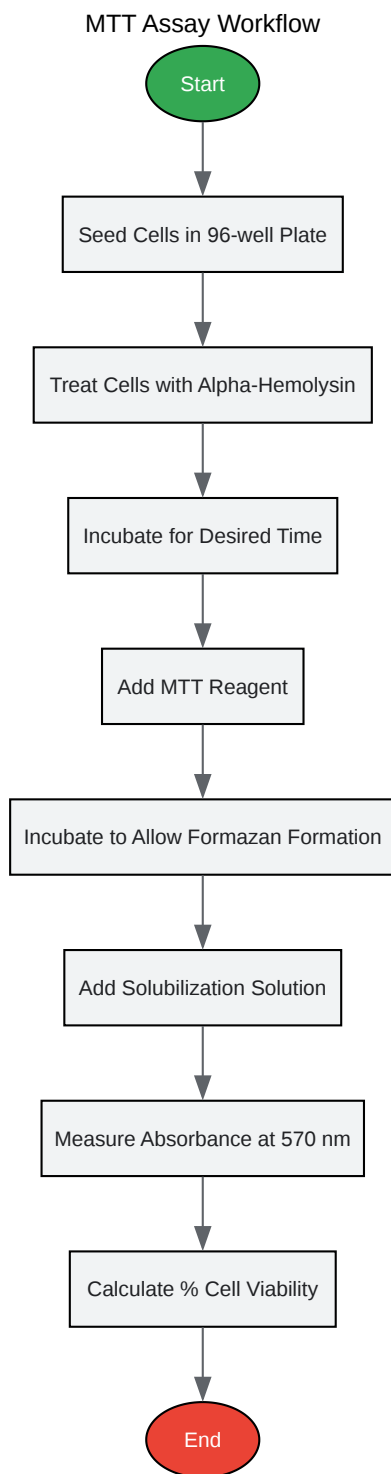 MTT Assay Workflow
Start
Seed Cells in 96-well Plate
Treat Cells with Alpha-Hemolysin
Incubate for Desired Time
Add MTT Reagent
Incubate to Allow Formazan Formation
Add Solubilization Solution
Measure Absorbance at 570 nm
Calculate % Cell Viability
End